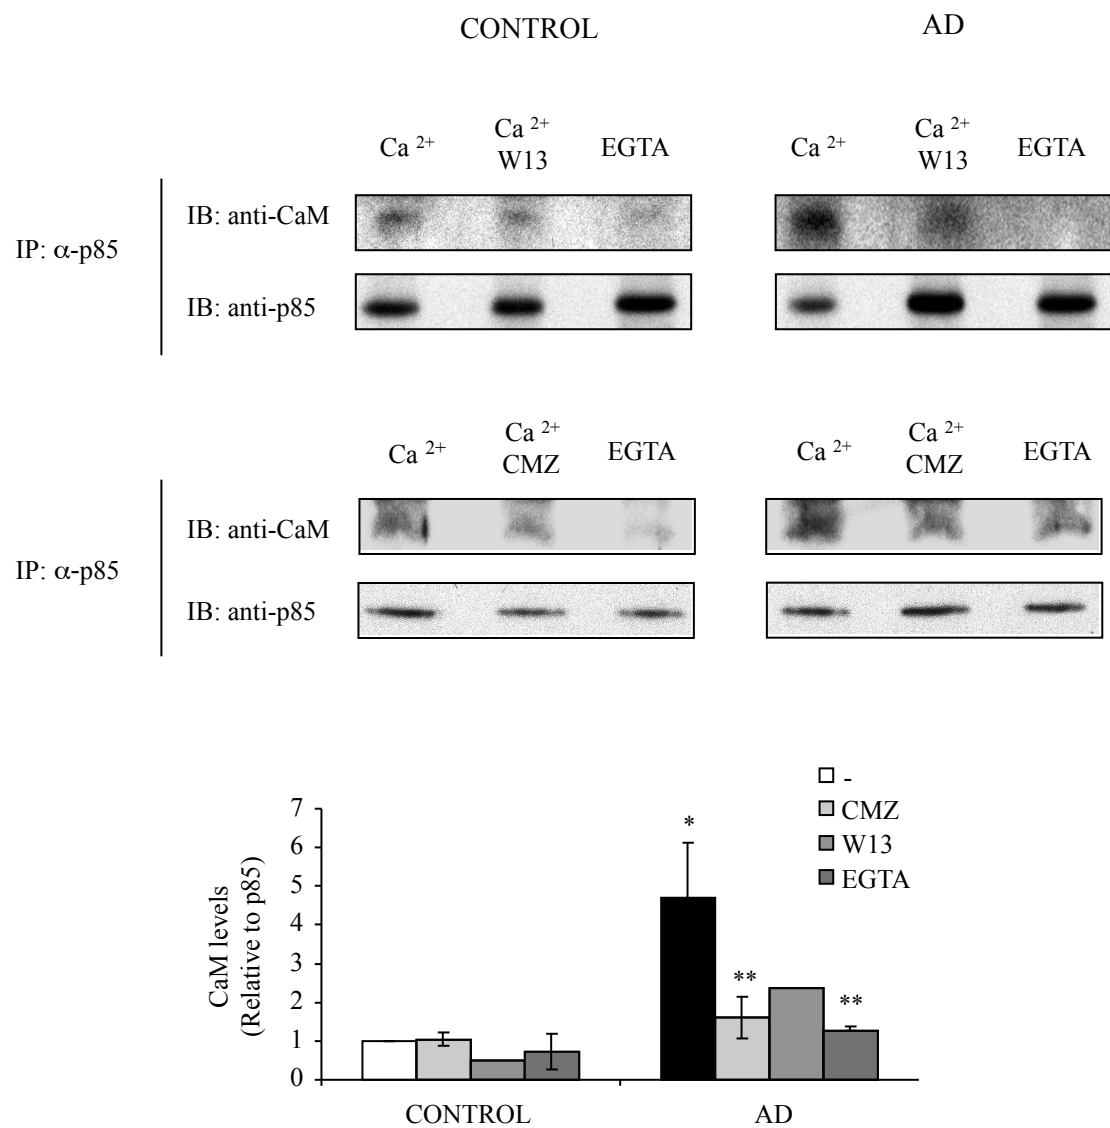 CONTROL AD
Ca 2+ Ca 2+ W13 EGTA Ca 2+ Ca 2+ W13 EGTA
IP: α-p85
IB: anti-CaM
IB: anti-p85
Ca 2+ Ca 2+ CMZ EGTA Ca 2+ Ca 2+ CMZ EGTA
IP: α-p85
IB: anti-CaM
IB: anti-p85
-
CMZ
W13
EGTA
CaM levels
(Relative to p85)
7
6
5
4
3
2
1
0
*
**
**
CONTROL AD